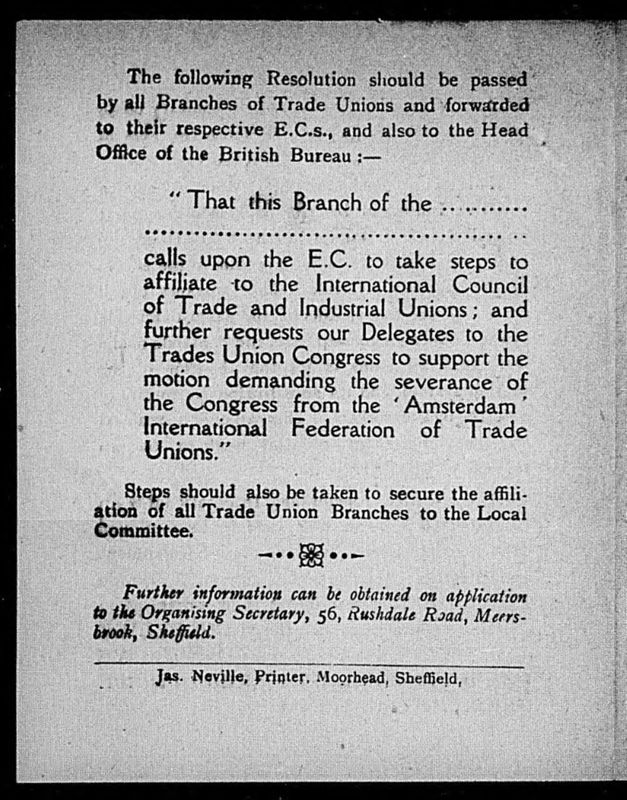 The following Resolution should be passed
by all Branches of Trade Unions and forwarded
to their respective E.C.s., and also to the Head
Office of the British Bureau :—
" That this Branch of the .. ..........
................................................ ..
calls upon the E.C. to take steps to
affiliate to the International Council
of Trade and Industrial Unions; and
further requests our Delegates to the
Trades Union Congress to support the
motion demanding the severance of
the Congress from the ' Amsterdam '
International Federation of Trade
Unions."
Steps should also be taken to secure the affili-
ation of all Trade Union Branches to the Local
Committee.
Further information can be obtained on application
to the Organising Secretary, 56, Rushdale Road, Meers-
brook, Sheffield.
Jas. Neville, Printer, Moorhead, Sheffield,